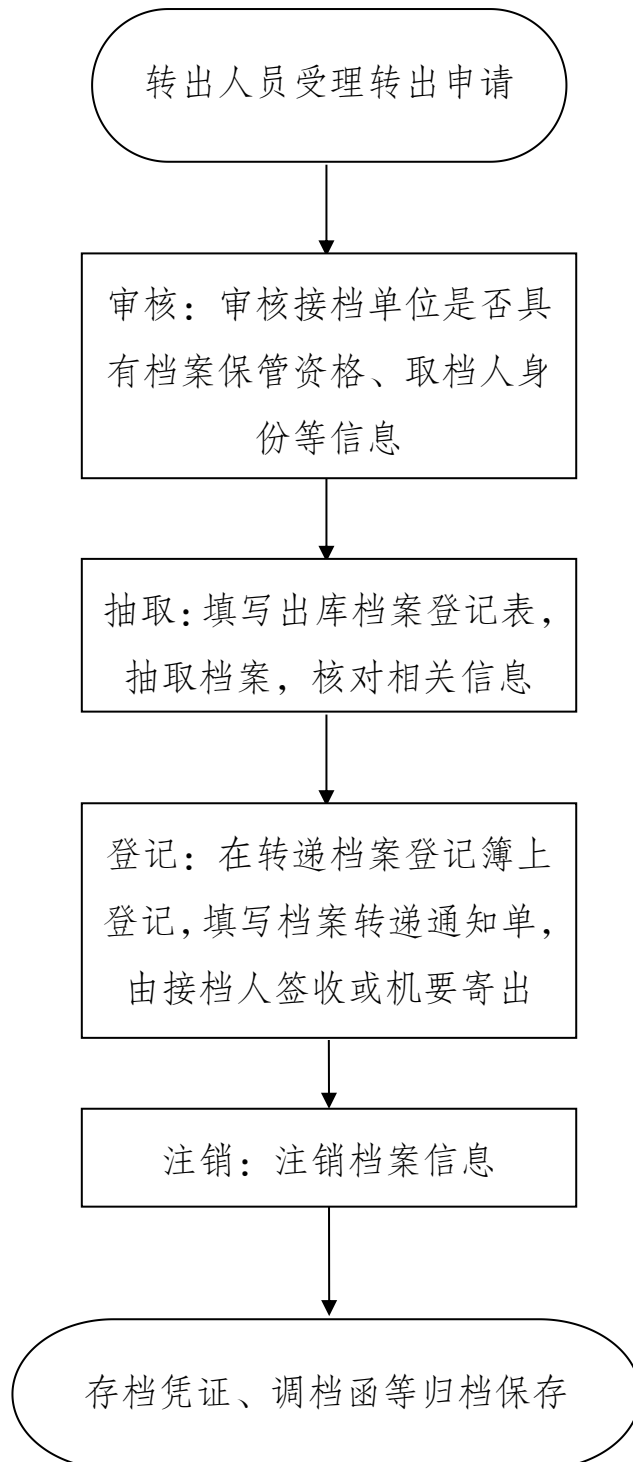 转出人员受理转出申请
审核：审核接档单位是否具
有档案保管资格、取档人身
份等信息
抽取：填写出库档案登记表，
抽取档案，核对相关信息
登记：在转递档案登记簿上
登记，填写档案转递通知单，
由接档人签收或机要寄出
注销：注销档案信息
存档凭证、调档函等归档保存